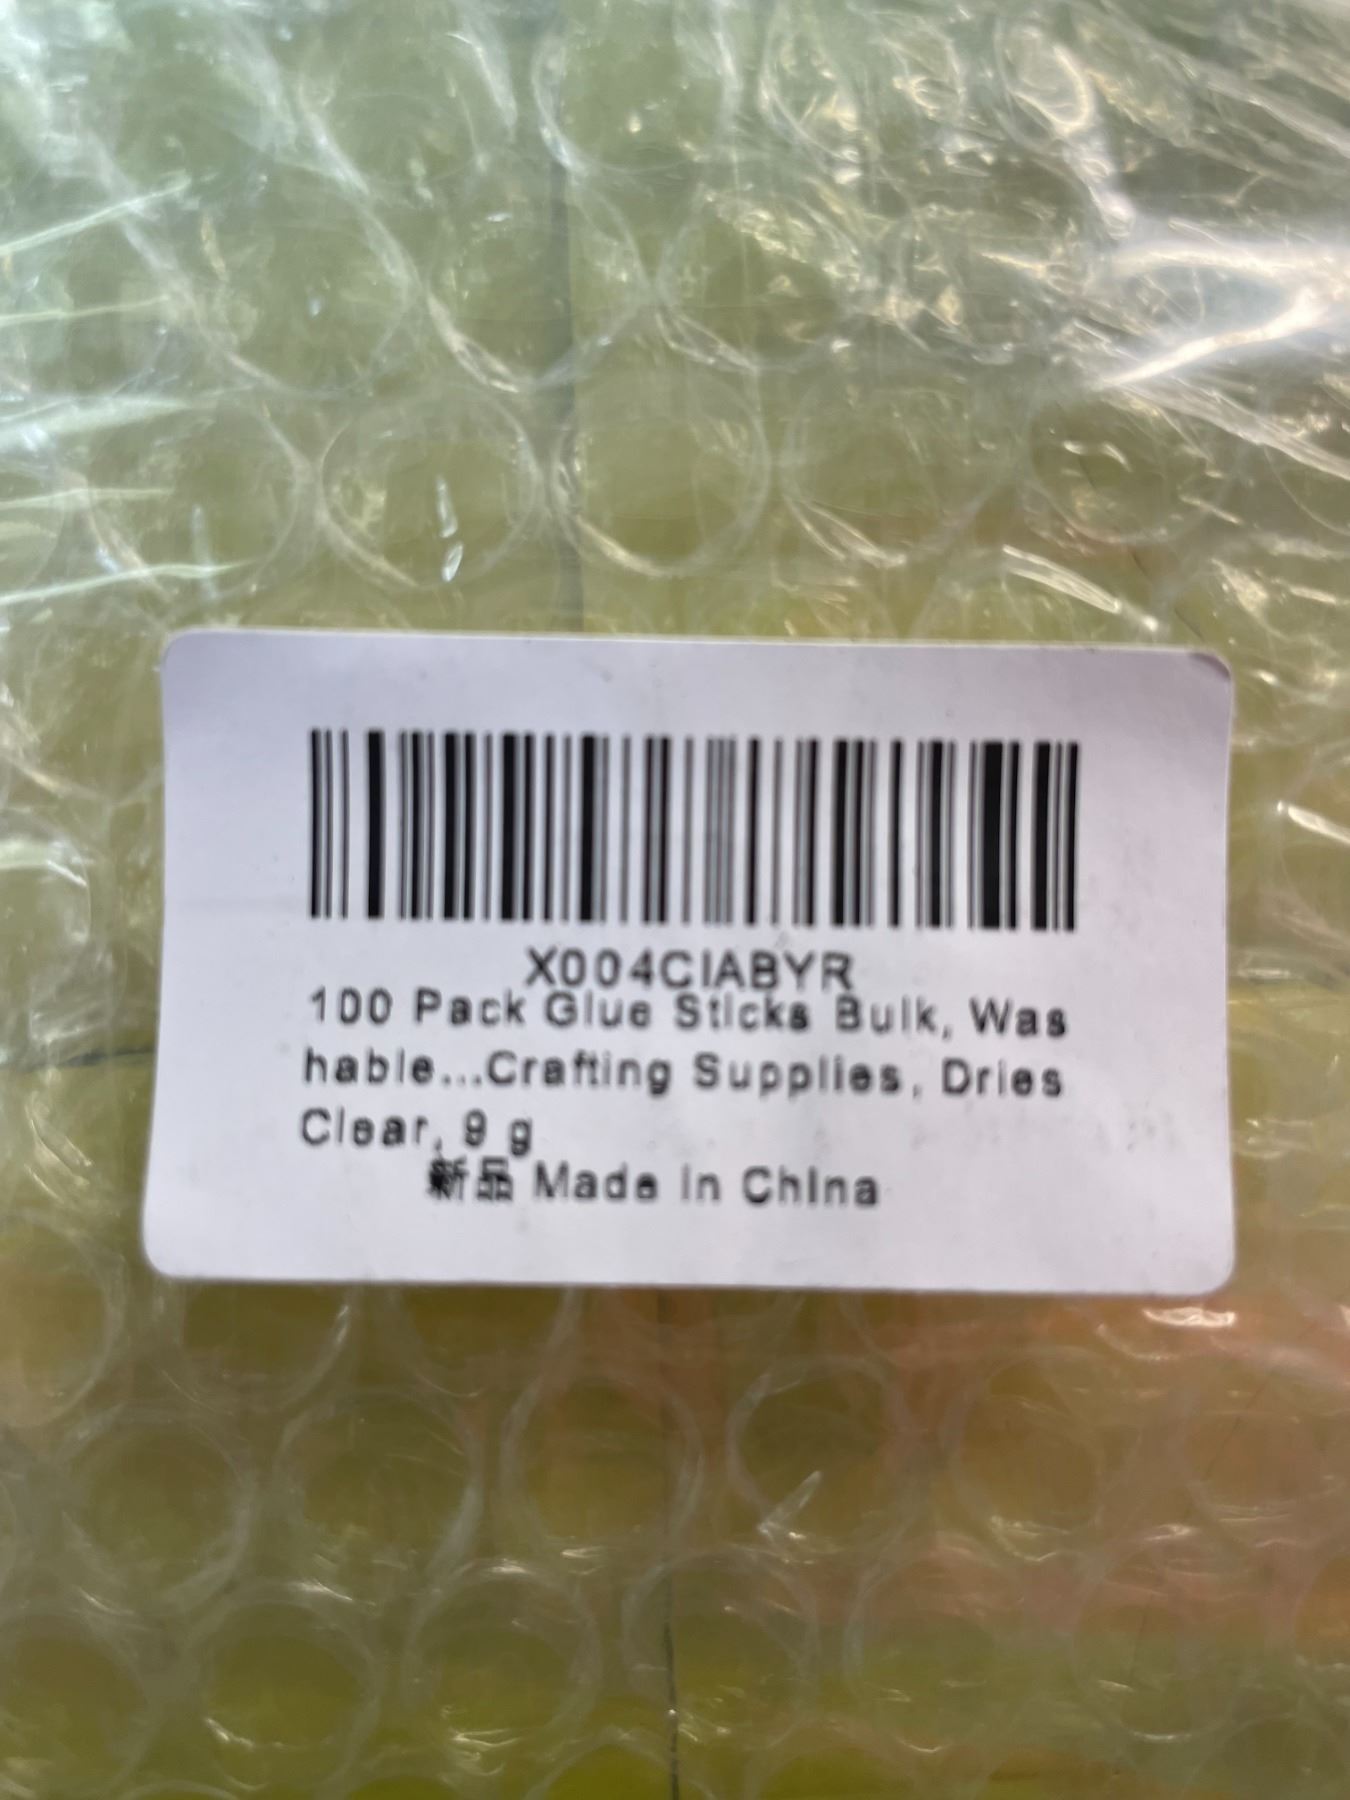 X004CIABYR
100 Pack Glue Sticks Bulk, Was
hable...Crafting Supplies, Dries
Clear, 9 g
新品 Made in China